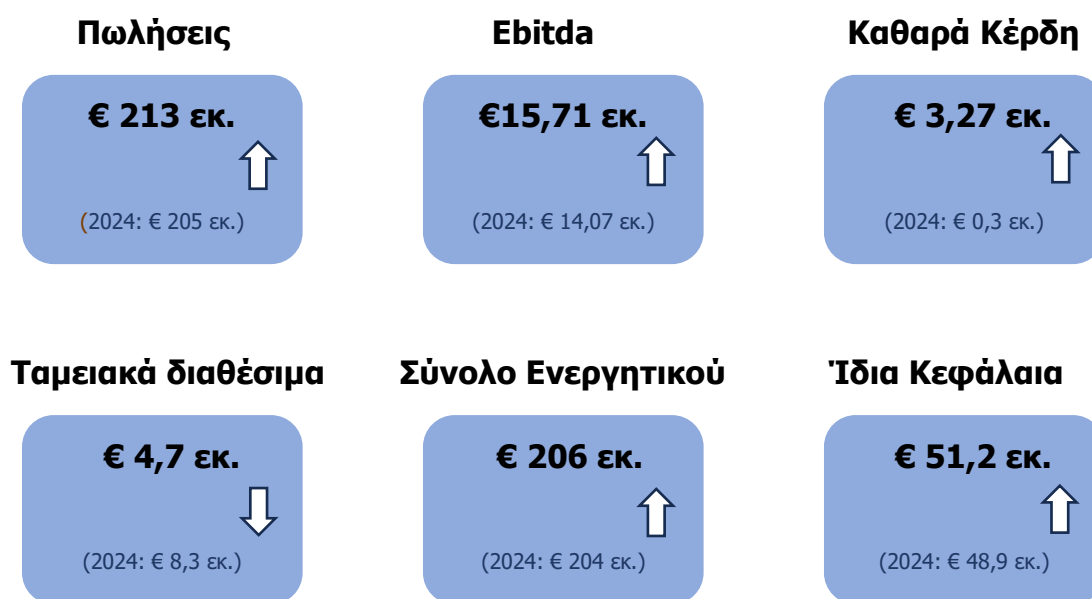 Πωλήσεις
€ 213 εκ.
(2024: € 205 εκ.)
Ebitda
€15,71 εκ.
(2024: € 14,07 εκ.)
Καθαρά Κέρδη
€ 3,27 εκ.
(2024: € 0,3 εκ.)
Ταμειακά διαθέσιμα
€ 4,7 εκ.
(2024: € 8,3 εκ.)
Σύνολο Ενεργητικού
€ 206 εκ.
(2024: € 204 εκ.)
Ίδια Κεφάλαια
€ 51,2 εκ.
(2024: € 48,9 εκ.)